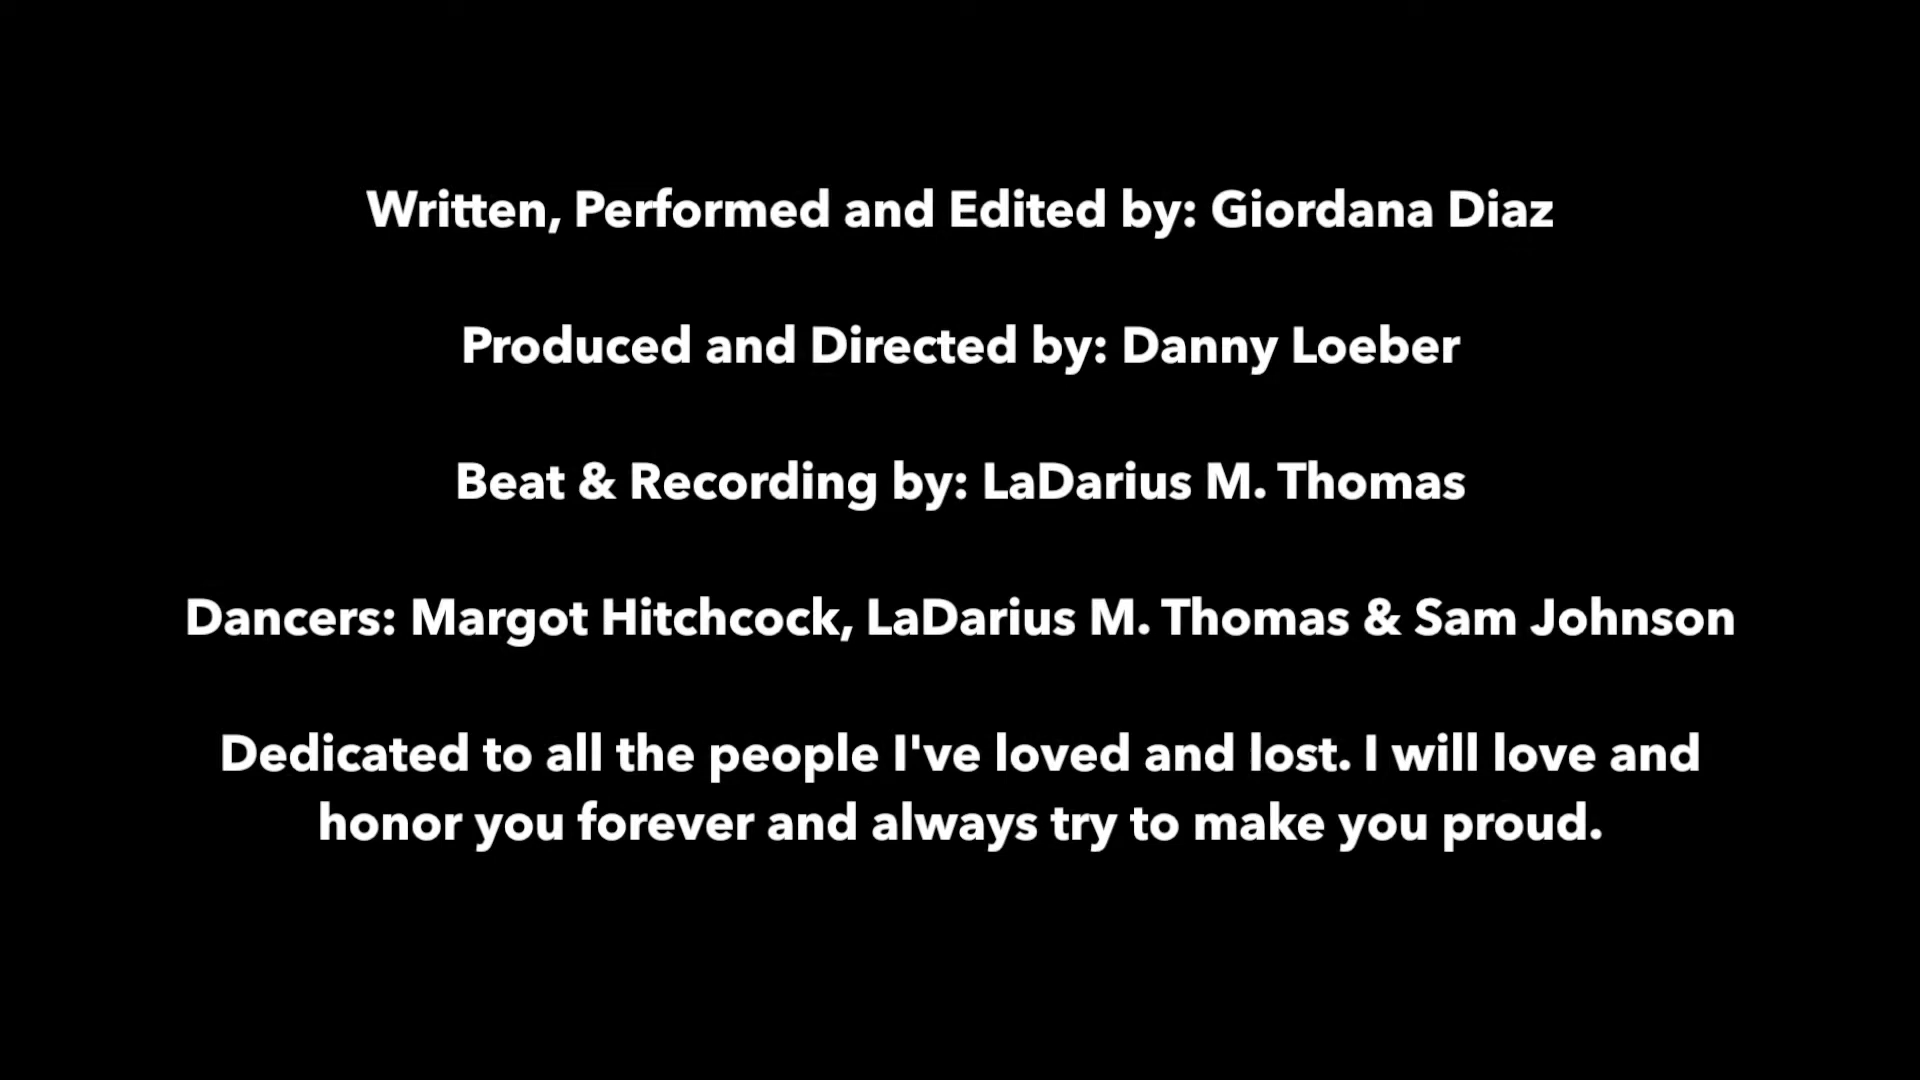 Written, Performed and Edited by: Giordana Diaz
Produced and Directed by: Danny Loeber
Beat & Recording by: LaDarius M. Thomas
Dancers: Margot Hitchcock, LaDarius M. Thomas & Sam Johnson
Dedicated to all the people I've loved and lost. I will love and
honor you forever and always try to make you proud.